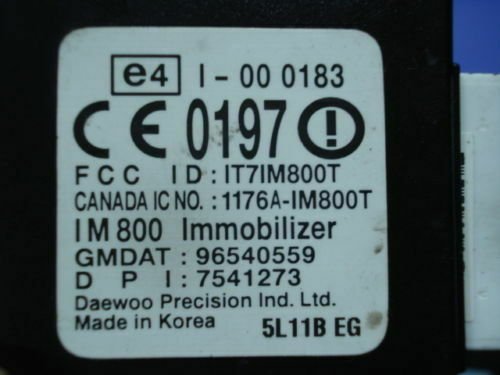 e4 I - 00 0183
CE 0197
FCC ID : IT7IM800T
CANADA IC NO. : 1176A-IM800T
IM 800 Immobilizer
GMDAT : 96540559
D P I : 7541273
Daewoo Precision Ind. Ltd.
Made in Korea 5L11B EG